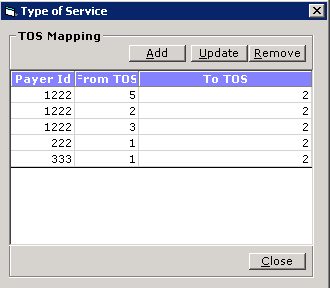 Type of Service
TOS Mapping
Add Update Remove
Payer Id From TOS To TOS
1222 5 2
1222 2 2
1222 3 2
222 1 2
333 1 2
Close